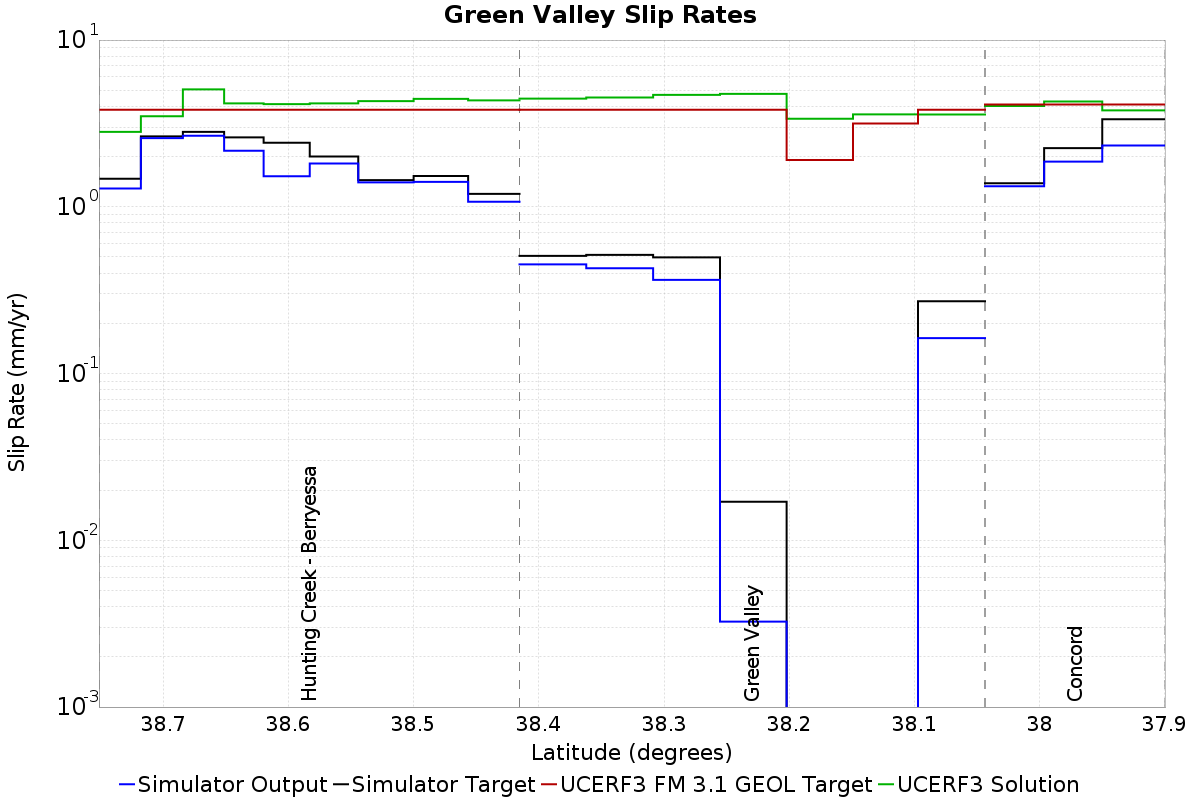 Green Valley Slip Rates
10^1
10^0
10^-1
10^-2
10^-3
Slip Rate (mm/yr)
Hunting Creek - Berryessa
Green Valley
Concord
38.7 38.6 38.5 38.4 38.3 38.2 38.1 38 37.9
Latitude (degrees)
Simulator Output Simulator Target UCERF3 FM 3.1 GEOL Target UCERF3 Solution